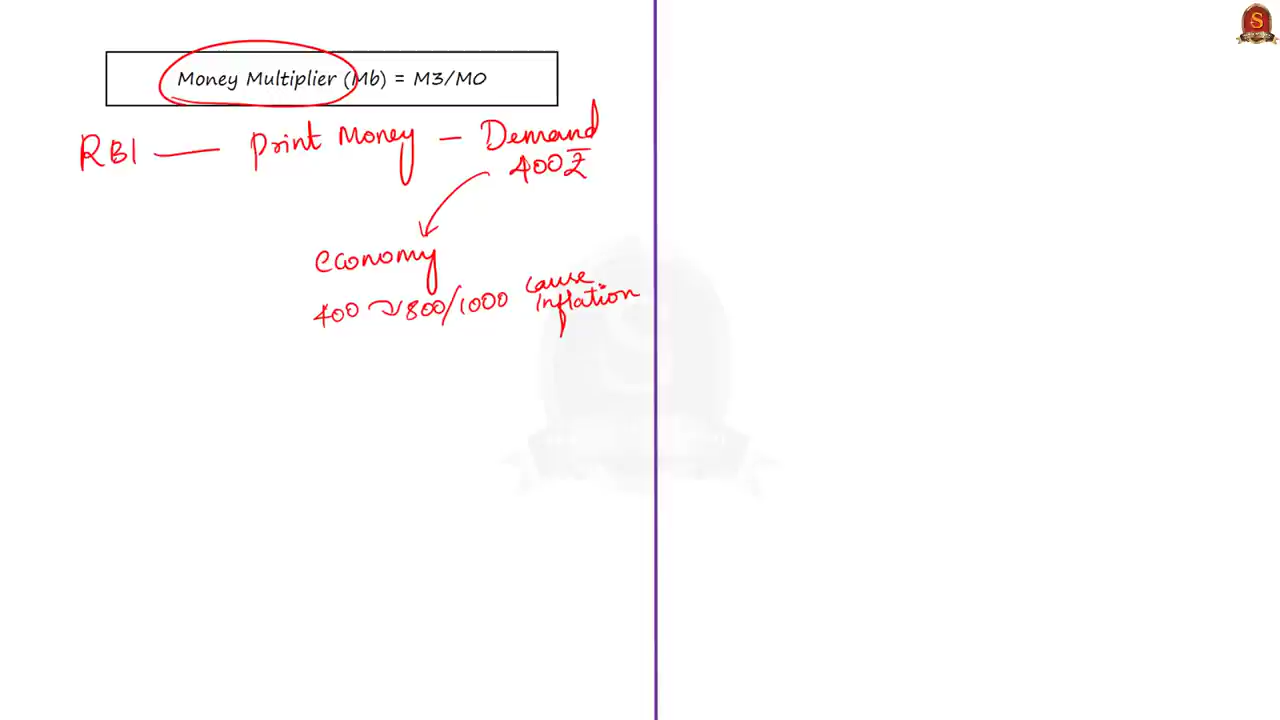 Money Multiplier (Mb) = M3/M0
RBI — Print Money – Demand
400₹
economy
400 ~ 800/1000 cause
Inflation
S